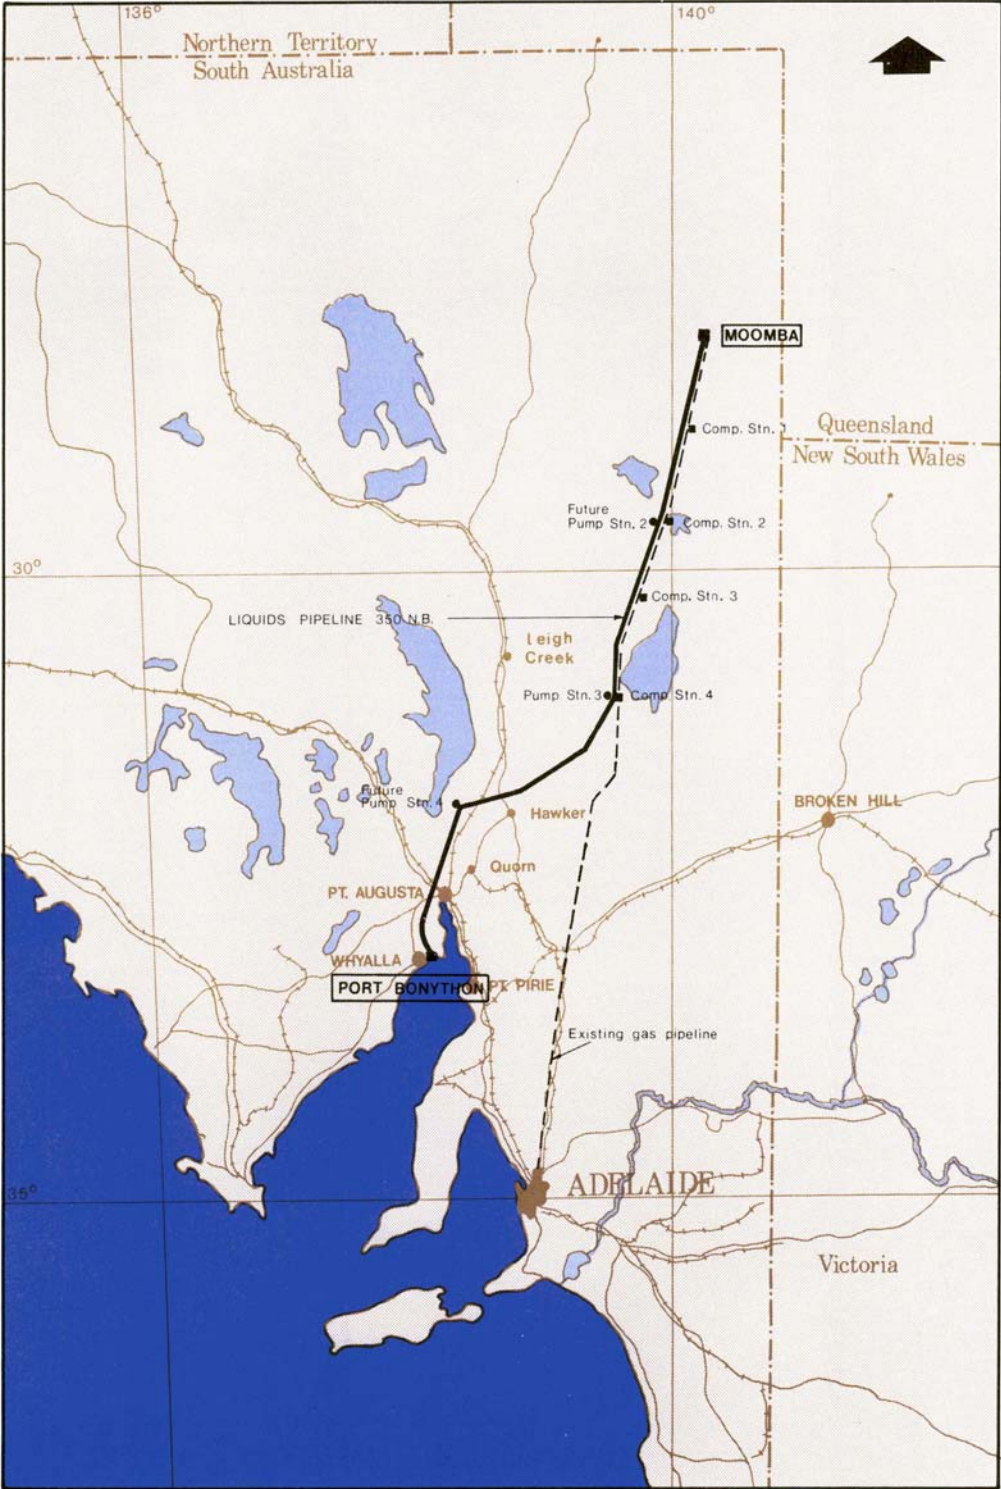 136°
140°
Northern Territory
South Australia
MOOMBA
Comp. Stn. 1
Queensland
New South Wales
Future
Pump Stn. 2
Comp. Stn. 2
30°
Comp. Stn. 3
LIQUIDS PIPELINE 350 N.B.
Leigh
Creek
Pump Stn. 3
Comp Stn. 4
Future
Pump Stn. 4
Hawker
BROKEN HILL
Quorn
PT. AUGUSTA
WHYALLA
PORT BONYTHON
PT. PIRIE
Existing gas pipeline
35°
ADELAIDE
Victoria